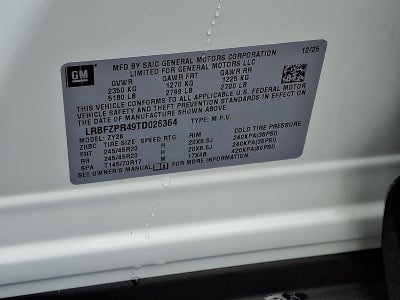 MFD BY SAIC GENERAL MOTORS CORPORATION 12/25
LIMITED FOR GENERAL MOTORS LLC
GM
GVWR GAWR FRT GAWR RR
2350 KG 1270 KG 1225 KG
5180 LB 2799 LB 2700 LB
THIS VEHICLE CONFORMS TO ALL APPLICABLE U.S. FEDERAL MOTOR
VEHICLE SAFETY AND THEFT PREVENTION STANDARDS IN EFFECT ON
THE DATE OF MANUFACTURE SHOWN ABOVE.
LRBFZPR49TD026364 TYPE: M.P.V.
MODEL: ZY26
ZBBC TIRE SIZE SPEED RTG RIM COLD TIRE PRESSURE
FRT 245/45R20 H 20X8.5J 240KPA(35PSI)
RR 245/45R20 H 20X8.5J 240KPA(35PSI)
SPA T145/70R17 M 17X4B 420KPA(60PSI)
SEE OWNER'S MANUAL FOR MORE INFORMATION.